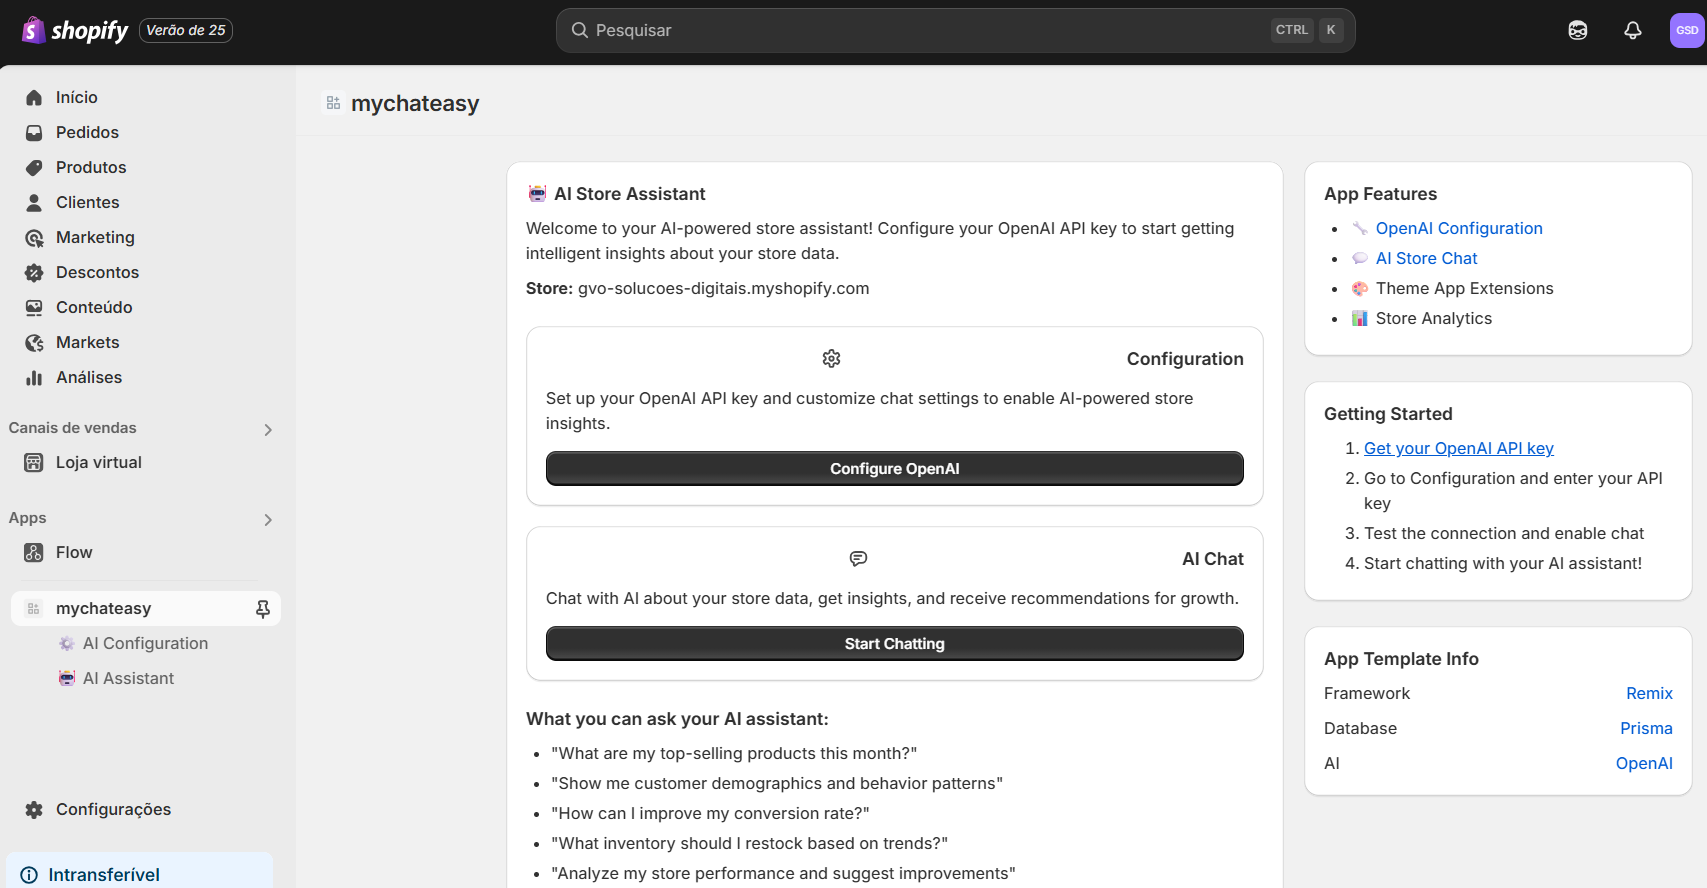 shopify
Verão de 25
Pesquisar
CTRL K
GSD
Início
Pedidos
Produtos
Clientes
Marketing
Descontos
Conteúdo
Markets
Análises
Canais de vendas
Loja virtual
Apps
Flow
mychateasy
AI Configuration
AI Assistant
Configurações
Intransferível
mychateasy
AI Store Assistant
Welcome to your AI-powered store assistant! Configure your OpenAI API key to start getting
intelligent insights about your store data.
Store: gvo-solucoes-digitais.myshopify.com
Configuration
Set up your OpenAI API key and customize chat settings to enable AI-powered store
insights.
Configure OpenAI
AI Chat
Chat with AI about your store data, get insights, and receive recommendations for growth.
Start Chatting
What you can ask your AI assistant:
• "What are my top-selling products this month?"
• "Show me customer demographics and behavior patterns"
• "How can I improve my conversion rate?"
• "What inventory should I restock based on trends?"
• "Analyze my store performance and suggest improvements"
App Features
• OpenAI Configuration
• AI Store Chat
• Theme App Extensions
• Store Analytics
Getting Started
1. Get your OpenAI API key
2. Go to Configuration and enter your API
key
3. Test the connection and enable chat
4. Start chatting with your AI assistant!
App Template Info
Framework Remix
Database Prisma
AI OpenAI